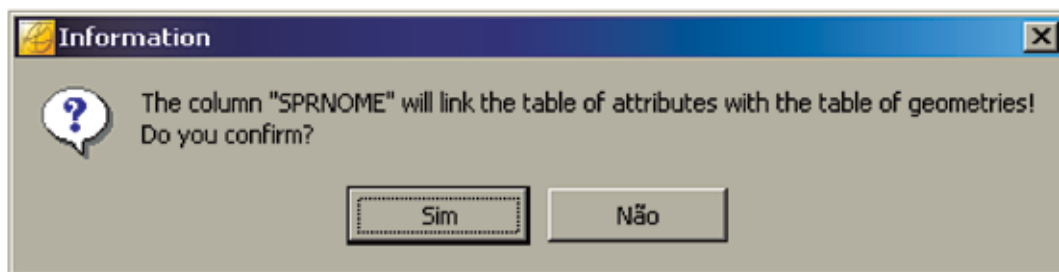 Information
The column "SPRNOME" will link the table of attributes with the table of geometries!
Do you confirm?
Sim Não